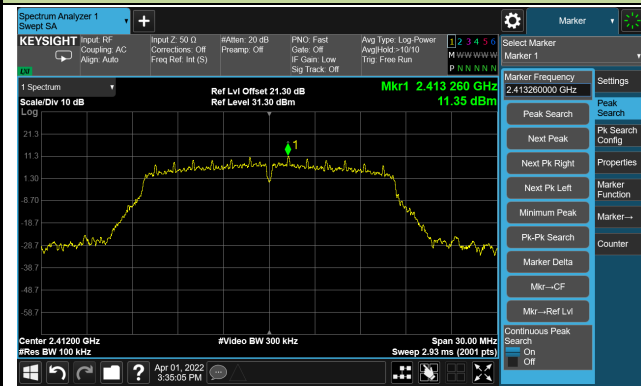 Spectrum Analyzer 1
Swept SA
Marker
KEYSIGHT
Input: RF
Coupling: AC
Align: Auto
Input Z: 50 Ω
Corrections: Off
Freq Ref: Int (S)
#Atten: 20 dB
Preamp: Off
PNO: Fast
Gate: Off
IF Gain: Low
Sig Track: Off
Avg Type: Log-Power
Avg|Hold:>10/10
Trig: Free Run
1 2 3 4 5 6
M W W W W W
P N N N N N
LXI
Select Marker
Marker 1
1 Spectrum
Scale/Div 10 dB
Log
Ref Lvl Offset 21.30 dB
Ref Level 31.30 dBm
Mkr1 2.413 260 GHz
11.35 dBm
1
21.3
11.3
1.30
-8.70
-18.7
-28.7
-38.7
-48.7
-58.7
Center 2.41200 GHz
#Res BW 100 kHz
#Video BW 300 kHz
Span 30.00 MHz
Sweep 2.93 ms (2001 pts)
Marker Frequency
2.413260000 GHz
Peak Search
Next Peak
Next Pk Right
Next Pk Left
Minimum Peak
Pk-Pk Search
Marker Delta
Mkr→CF
Mkr→Ref Lvl
Continuous Peak
Search
On
Off
Settings
Peak
Search
Pk Search
Config
Properties
Marker
Function
Marker→
Counter
?
Apr 01, 2022
3:35:05 PM